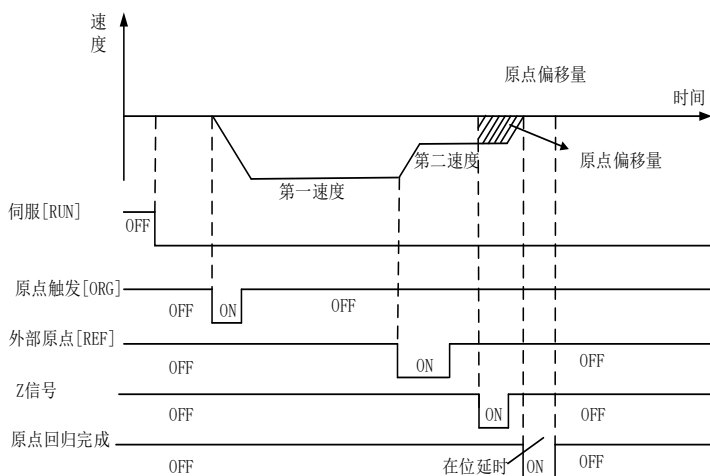 速
度
原点偏移量
时间
第二速度
原点偏移量
第一速度
伺服[RUN]
OFF
原点触发[ORG]
OFF
ON
OFF
外部原点[REF]
OFF
ON
OFF
Z信号
OFF
ON
OFF
原点回归完成
OFF
在位延时
ON
OFF